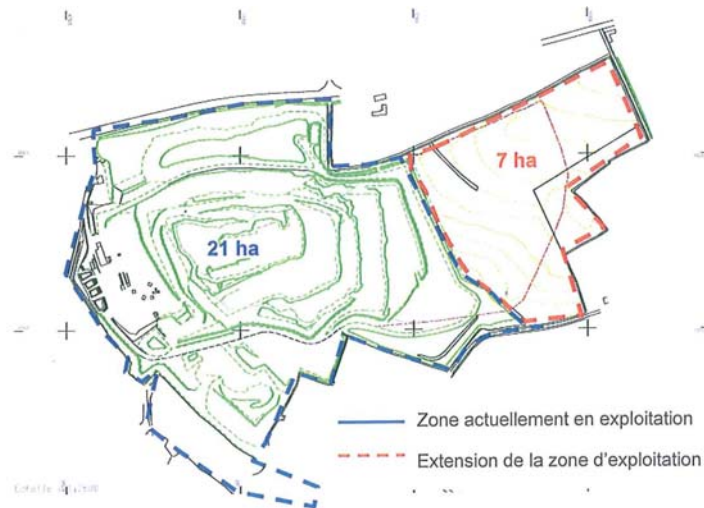 7 ha
21 ha
Zone actuellement en exploitation
Extension de la zone d'exploitation